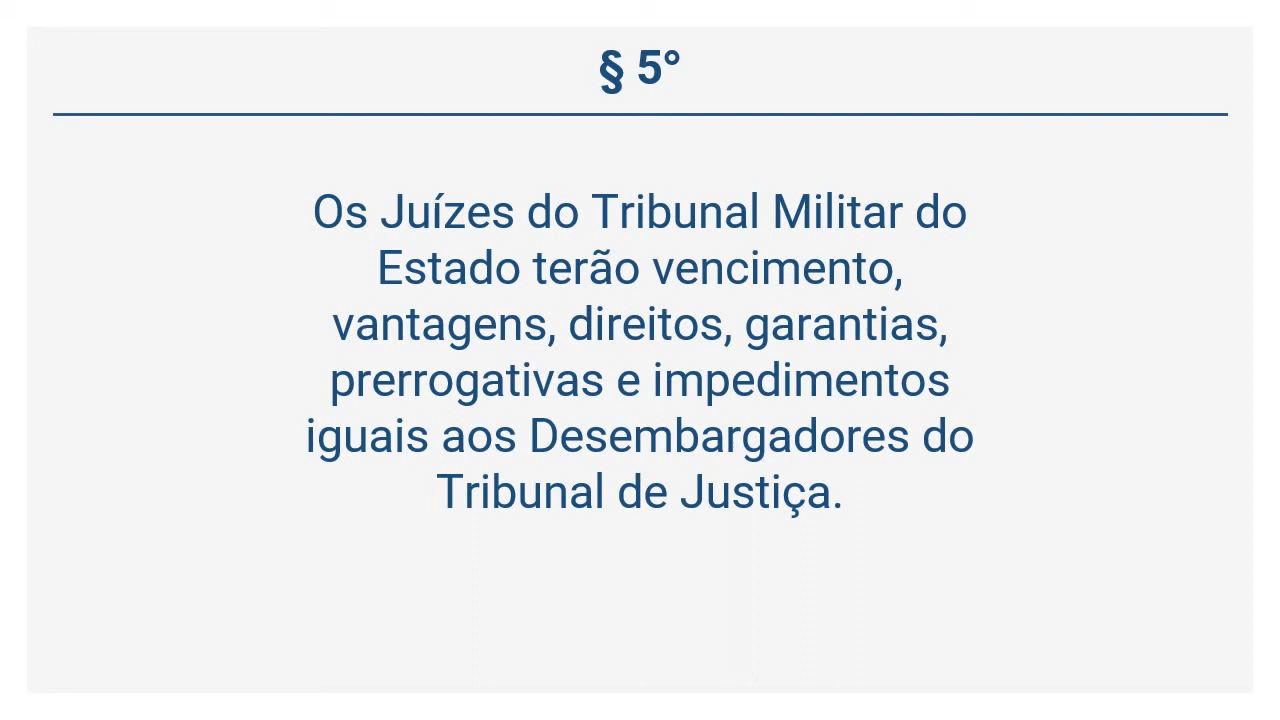 § 5°
Os Juízes do Tribunal Militar do
Estado terão vencimento,
vantagens, direitos, garantias,
prerrogativas e impedimentos
iguais aos Desembargadores do
Tribunal de Justiça.